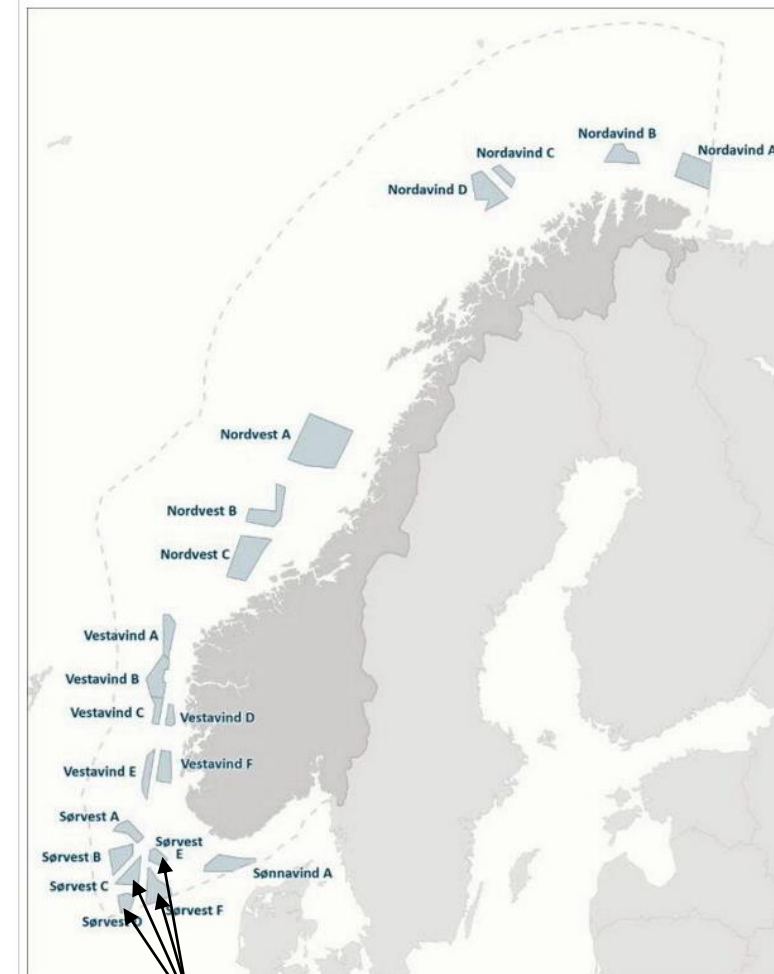 Nordavind B
Nordavind A
Nordavind C
Nordavind D
Nordvest A
Nordvest B
Nordvest C
Vestavind A
Vestavind B
Vestavind C
Vestavind D
Vestavind F
Vestavind E
Sørvest A
Sørvest
E
Sørvest B
Sønnavind A
Sørvest C
Sørvest F
Sørvest D